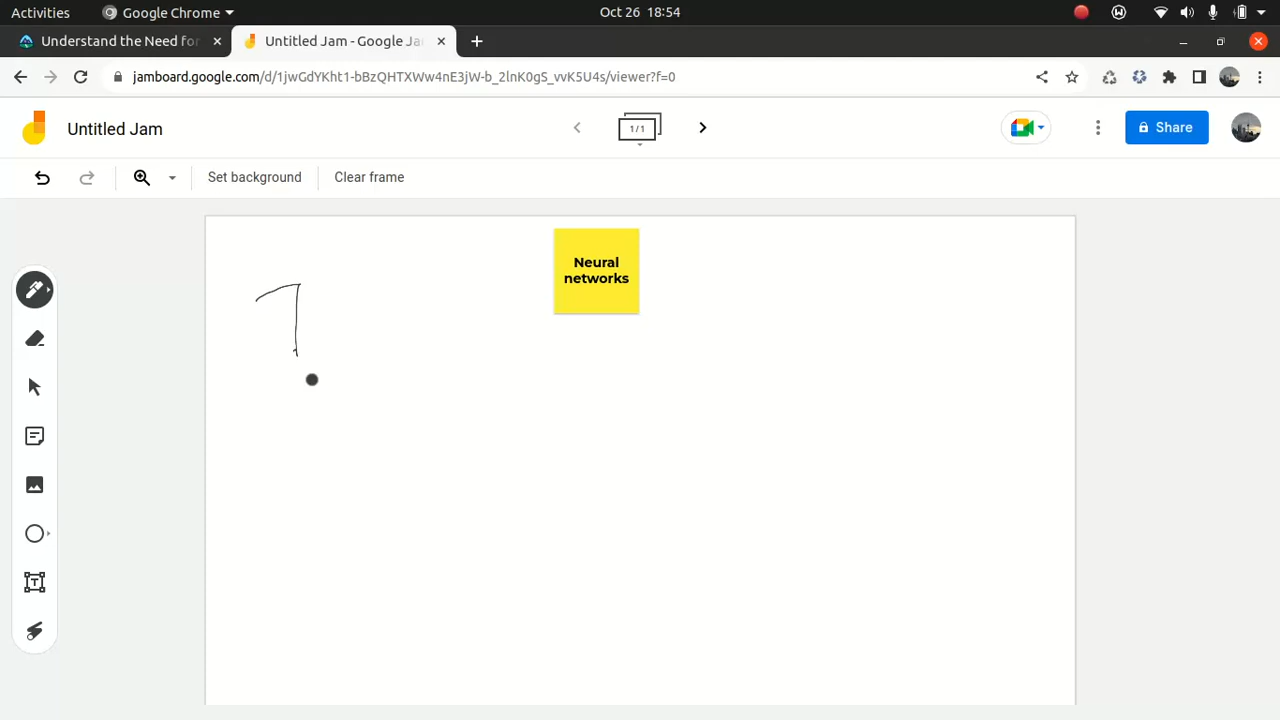 Activities Google Chrome Oct 26 18:54
Understand the Need for Untitled Jam - Google Ja
jamboard.google.com/d/1jwGdYKht1-bBzQHTXWw4nE3jW-b_2lnK0gS_vvK5U4s/viewer?f=0
Untitled Jam 1/1 Share
Set background Clear frame
Neural
networks